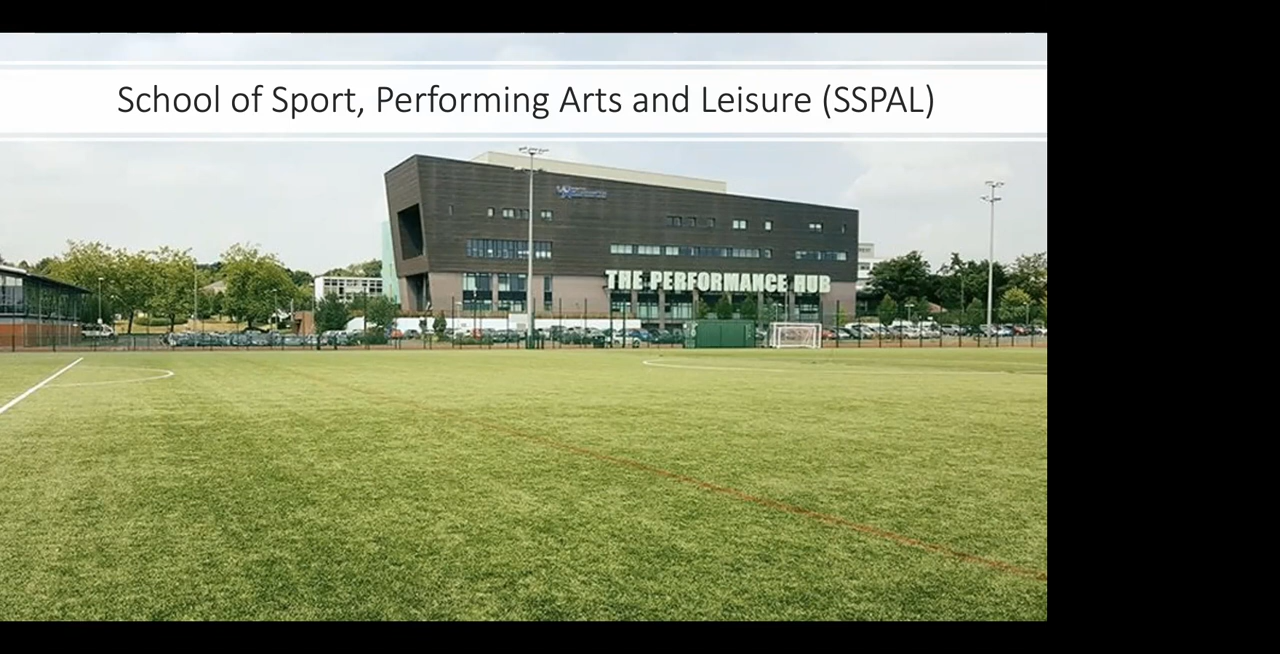 School of Sport, Performing Arts and Leisure (SSPAL)
THE PERFORMANCE HUB